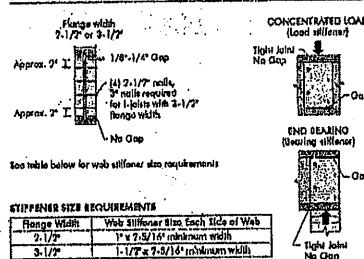 Flange width
2-1/2" or 3-1/2"
Approx. 2"
1/8"-1/4" Gap
(4) 2-1/2" nails,
3" nails required
for I-joists with 3-1/2"
flange width
Approx. 2"
No Gap
See table below for web stiffener size requirements
CONCENTRATED LOAD
(Load stiffener)
Tight Joint
No Gap
Gap
END BEARING
(Bearing stiffener)
Gap
Tight Joint
No Gap
STIFFENER SIZE REQUIREMENTS
Flange Width Web Stiffener Size Each Side of Web
2-1/2" 1" x 2-5/16" minimum width
3-1/2" 1-1/2" x 2-5/16" minimum width